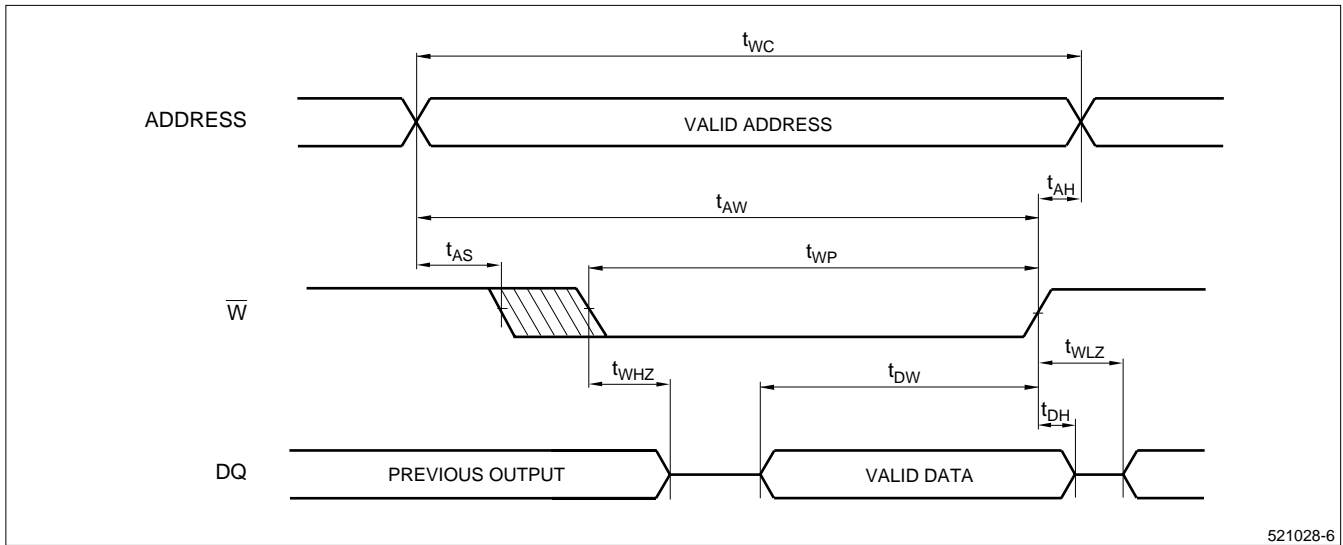 tWC
ADDRESS
VALID ADDRESS
tAH
tAW
tAS
tWP
W̅
tWLZ
tWHZ
tDW
tDH
DQ
PREVIOUS OUTPUT
VALID DATA
521028-6